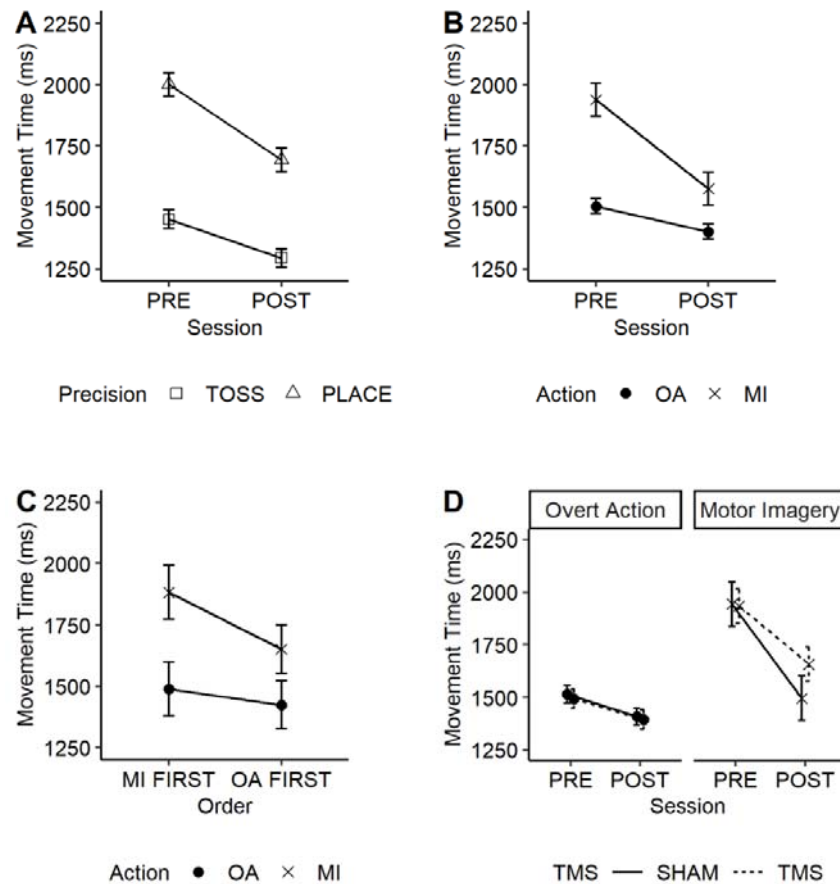 A
2250
2000
1750
1500
1250
Movement Time (ms)
PRE POST
Session
Precision TOSS PLACE
B
2250
2000
1750
1500
1250
Movement Time (ms)
PRE POST
Session
Action OA MI
C
2250
2000
1750
1500
1250
Movement Time (ms)
MI FIRST OA FIRST
Order
Action OA MI
D
Overt Action Motor Imagery
2250
2000
1750
1500
1250
Movement Time (ms)
PRE POST PRE POST
Session
TMS SHAM TMS